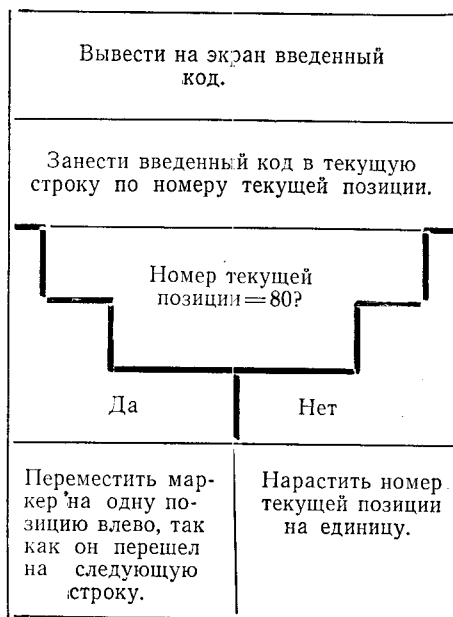 Вывести на экран введенный
код.
Занести введенный код в текущую
строку по номеру текущей позиции.
Номер текущей
позиции=80?
Да
Нет
Переместить мар-
кер на одну по-
зицию влево, так
как он перешел
на следующую
строку.
Нарастить номер
текущей позиции
на единицу.